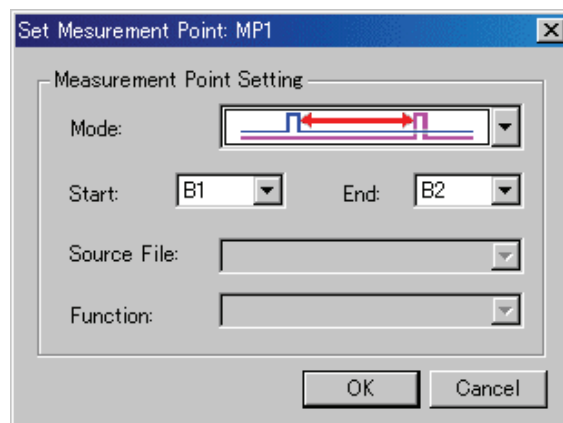 Set Mesurement Point: MP1
Measurement Point Setting
Mode:
Start: B1 End: B2
Source File:
Function:
OK Cancel